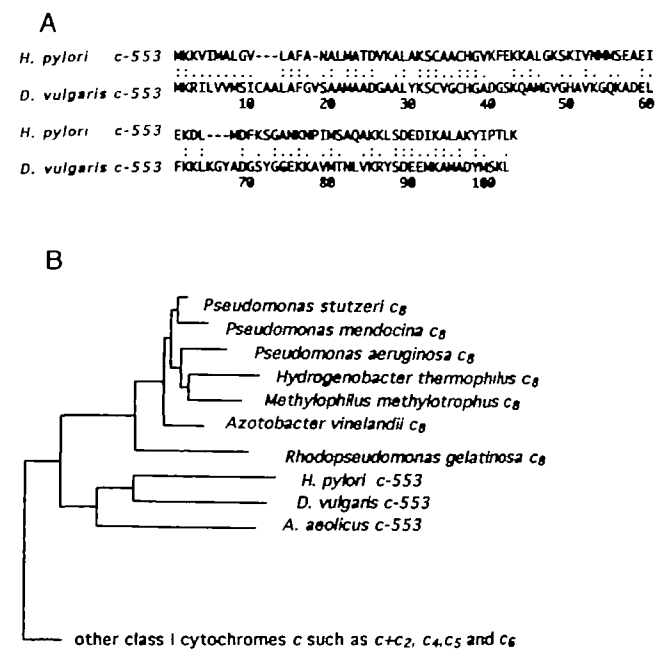 A
H. pylori c-553 MKKVIMALGV---LAFA-NALMATDVKALAKSCAACHGVKFEKKALGKSKIVNMMSEAEI
D. vulgaris c-553 MKRILVVMSICAALAFGVSAAMAADGAALYKSCVGCHGADGSKQAMGVGHAVKGQKADEL
10 20 30 40 50 60
H. pylori c-553 EKDL---MDFKSGANKNPIMSAQAKKLSDEDIKALAKYIPTLK
D. vulgaris c-553 FKKLKGYADGSYGGEKKAVMTNLVKRYSDEEMKAMADYMSKL
70 80 90 100
B
Pseudomonas stutzeri c8
Pseudomonas mendocina c8
Pseudomonas aeruginosa c8
Hydrogenobacter thermophilus c8
Methylophilus methylotrophus c8
Azotobacter vinelandii c8
Rhodopseudomonas gelatinosa c8
H. pylori c-553
D. vulgaris c-553
A. aeolicus c-553
other class I cytochromes c such as c+c2, c4,c5 and c6